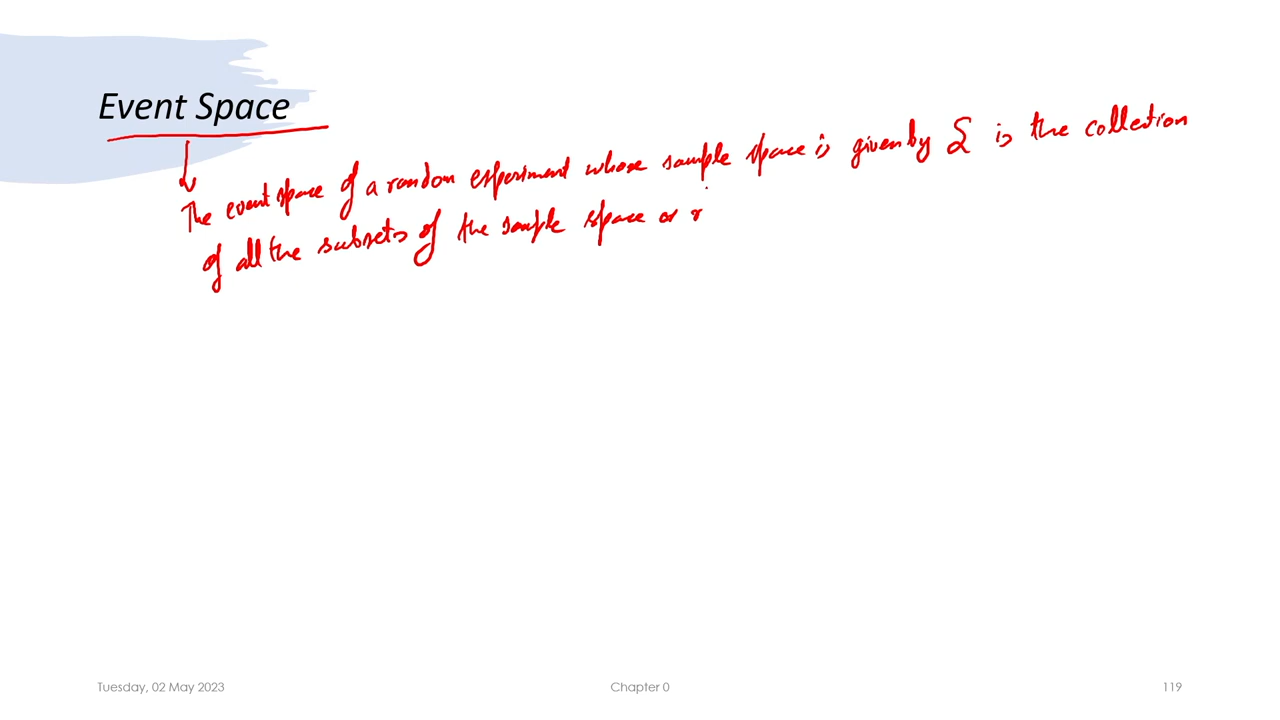 Event Space
The event space of a random experiment whose sample space is given by Ω is the collection
of all the subsets of the sample space or
Tuesday, 02 May 2023
Chapter 0
119